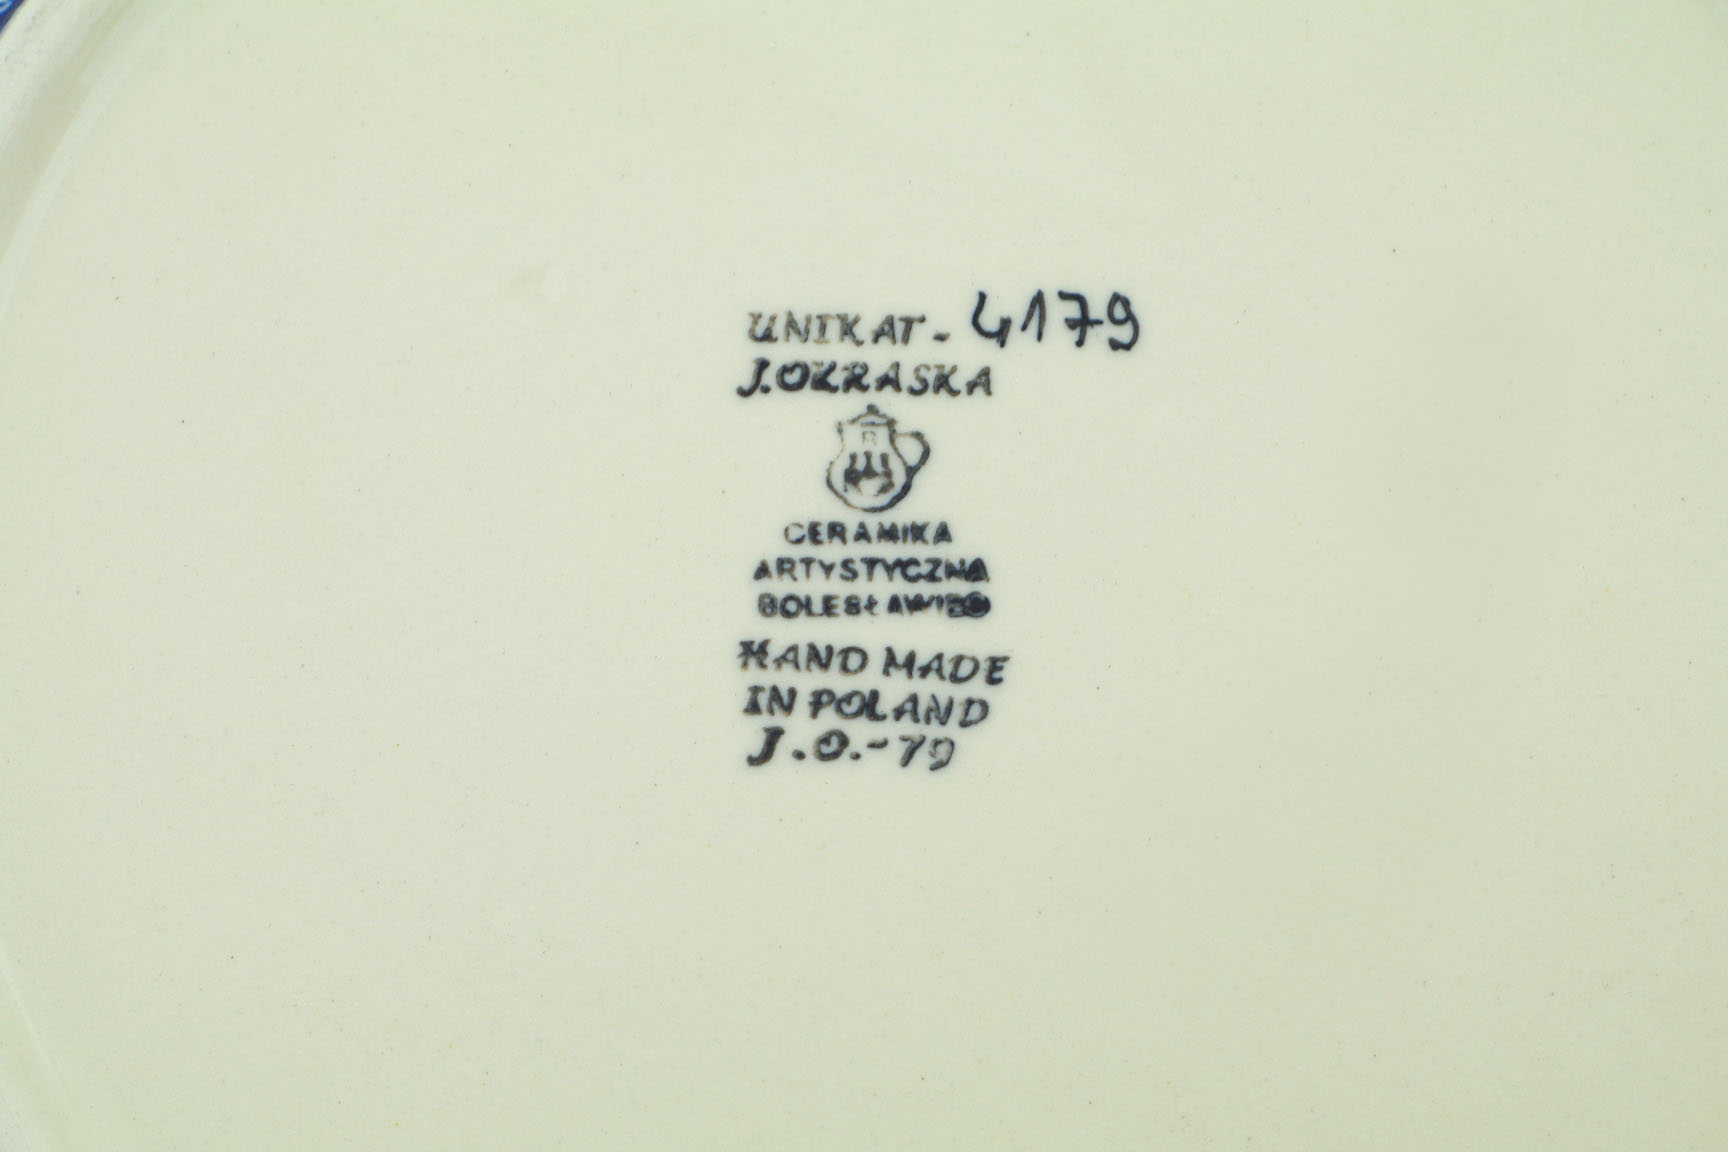 UNIKAT - 4179
J.OKRASKA
B
CERAMIKA
ARTYSTYCZNA
BOLESŁAWIEC
HAND MADE
IN POLAND
J.O.-79